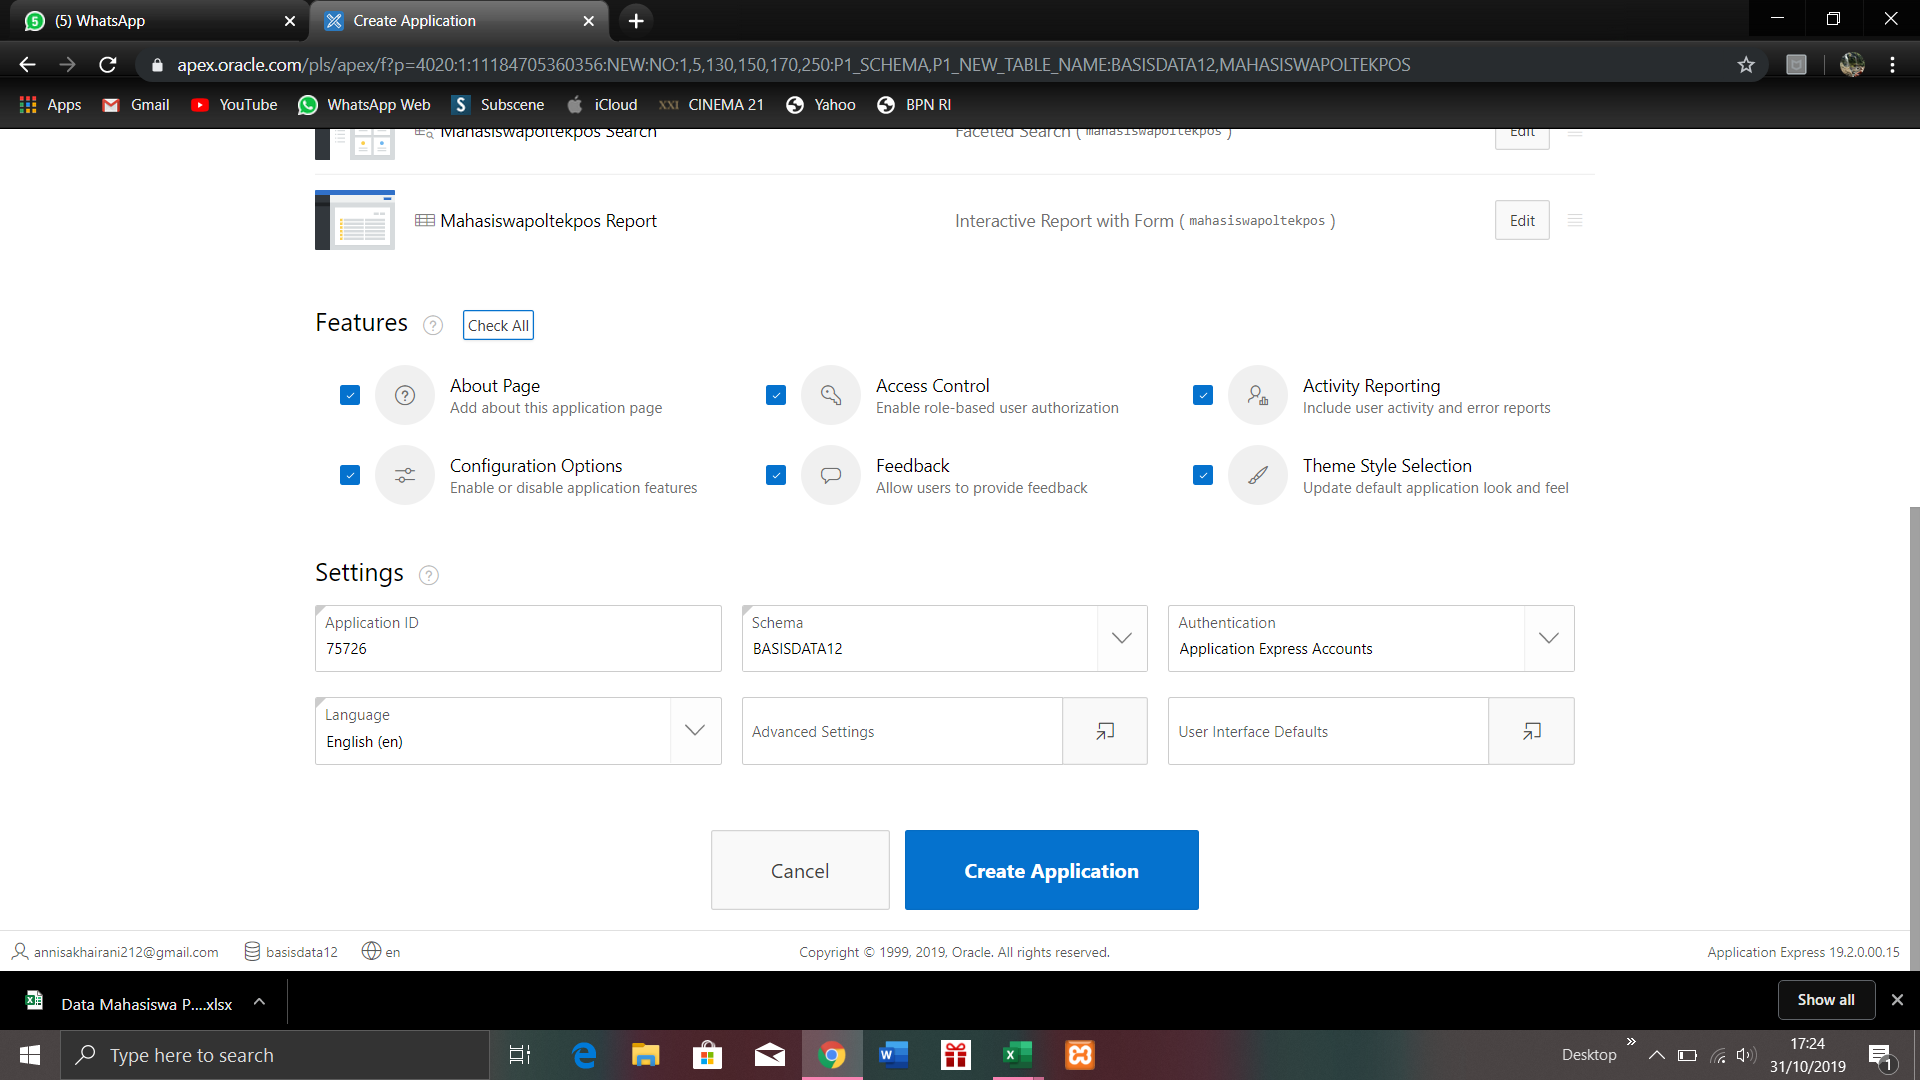 (5) WhatsApp
Create Application
apex.oracle.com/pls/apex/f?p=4020:1:11184705360356:NEW:NO:1,5,130,150,170,250:P1_SCHEMA,P1_NEW_TABLE_NAME:BASISDATA12,MAHASISWAPOLTEKPOS
Apps Gmail YouTube WhatsApp Web Subscene iCloud CINEMA 21 Yahoo BPN RI
Mahasiswapoltekpos Search Faceted Search ( mahasiswapoltekpos ) Edit
Mahasiswapoltekpos Report Interactive Report with Form ( mahasiswapoltekpos ) Edit
Features ? Check All
About Page
Add about this application page
Access Control
Enable role-based user authorization
Activity Reporting
Include user activity and error reports
Configuration Options
Enable or disable application features
Feedback
Allow users to provide feedback
Theme Style Selection
Update default application look and feel
Settings ?
Application ID
75726
Schema
BASISDATA12
Authentication
Application Express Accounts
Language
English (en)
Advanced Settings
User Interface Defaults
Cancel
Create Application
annisakhairani212@gmail.com basisdata12 en Copyright © 1999, 2019, Oracle. All rights reserved. Application Express 19.2.0.00.15
Data Mahasiswa P....xlsx
Show all
Type here to search
Desktop
17:24
31/10/2019
1